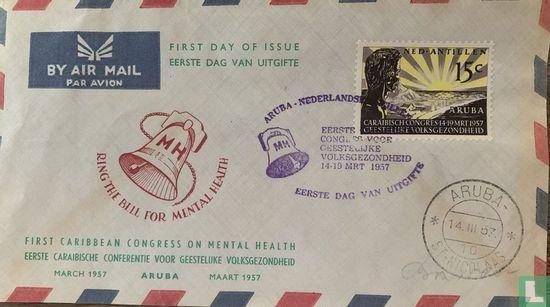 FIRST DAY OF ISSUE
EERSTE DAG VAN UITGIFTE
BY AIR MAIL
PAR AVION
NED·ANTILLEN
15c
ARUBA
CARAIBISCH CONGRES 14-19 MRT 1957
GEESTELIJKE VOLKSGEZONDHEID
MH
RING THE BELL FOR MENTAL HEALTH
ARUBA-
MH
EERSTE
CONGRES VOOR
GEESTELIJKE
VOLKSGEZONDHEID
14-19 MRT 1957
EERSTE DAG VAN UITGIFTE
ARUBA-
14.III.57
10
ST. NICOLAAS
FIRST CARIBBEAN CONGRESS ON MENTAL HEALTH
EERSTE CARAIBISCHE CONFERENTIE VOOR GEESTELIJKE VOLKSGEZONDHEID
MARCH 1957 ARUBA MAART 1957